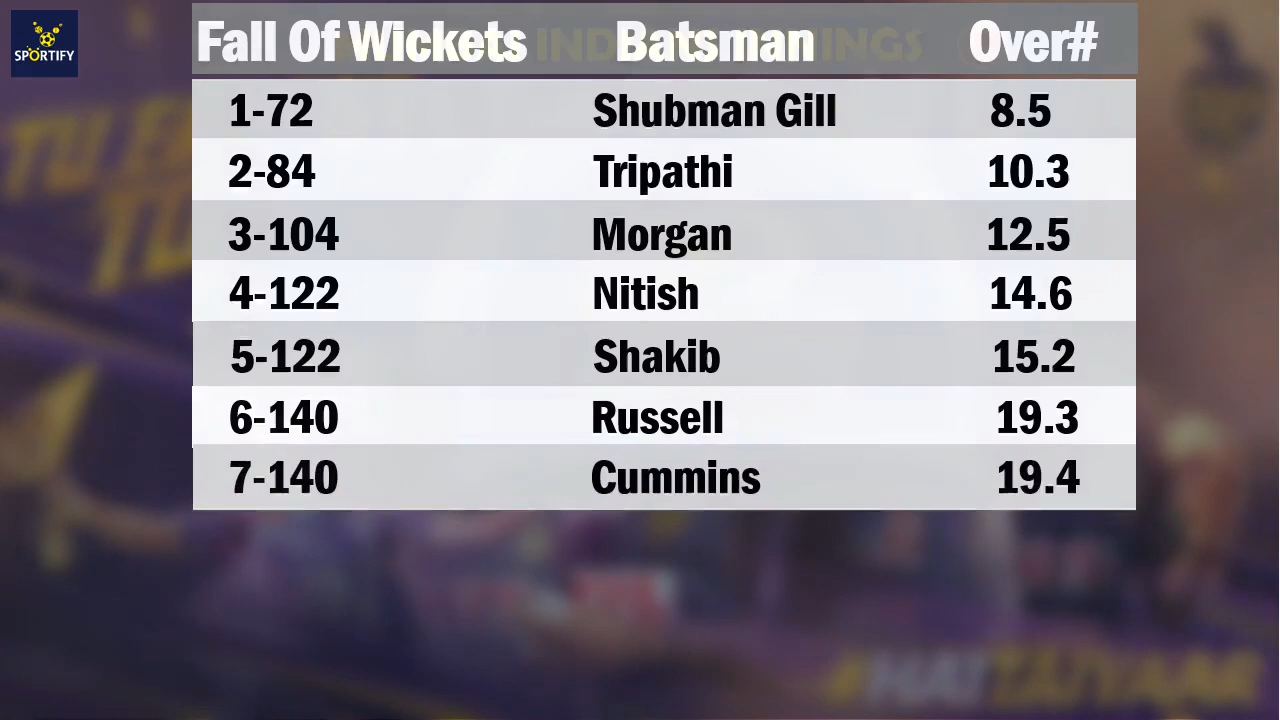 SPORTIFY
Fall Of Wickets Batsman Over#
1-72 Shubman Gill 8.5
2-84 Tripathi 10.3
3-104 Morgan 12.5
4-122 Nitish 14.6
5-122 Shakib 15.2
6-140 Russell 19.3
7-140 Cummins 19.4
#HAITAIYAAR